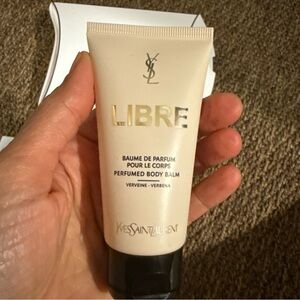 YSL
LIBRE
BAUME DE PARFUM
POUR LE CORPS
PERFUMED BODY BALM
VERVEINE - VERBENA
YVESSAINTLAURENT